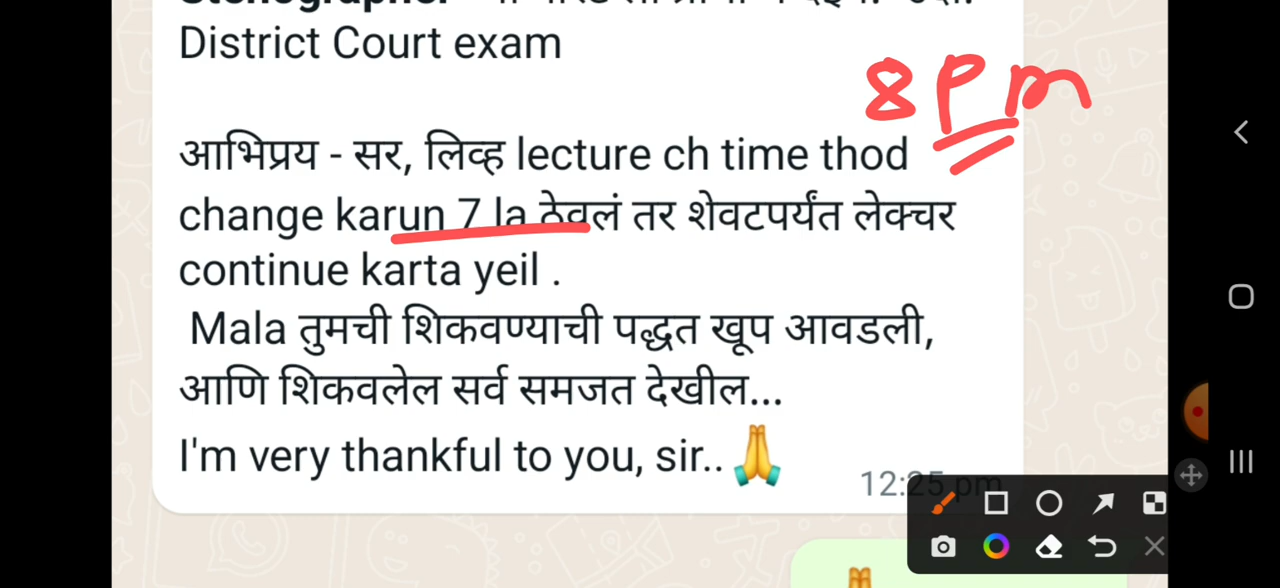 District Court exam
8 pm
आभिप्रय - सर, लिव्ह lecture ch time thod
change karun 7 la ठेवलं तर शेवटपर्यंत लेक्चर
continue karta yeil .
Mala तुमची शिकवण्याची पद्धत खूप आवडली,
आणि शिकवलेल सर्व समजत देखील...
I'm very thankful to you, sir.. 🙏
12:25 pm